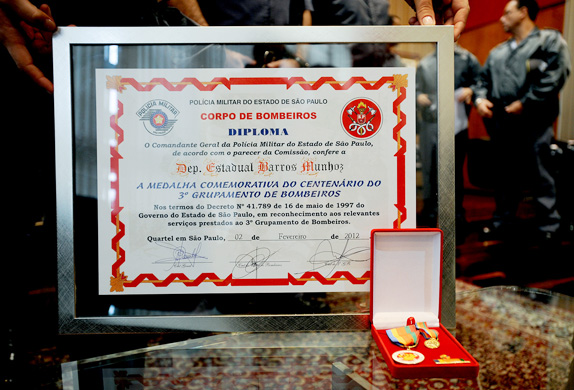 POLÍCIA MILITAR DO ESTADO DE SÃO PAULO
CORPO DE BOMBEIROS
DIPLOMA
O Comandante Geral da Polícia Militar do Estado de São Paulo,
de acordo com o parecer da Comissão, confere a
Dep. Estadual Barros Munhoz
A MEDALHA COMEMORATIVA DO CENTENÁRIO DO
3º GRUPAMENTO DE BOMBEIROS
Nos termos do Decreto Nº 41.789 de 16 de maio de 1997 do
Governo do Estado de São Paulo, em reconhecimento aos relevantes
serviços prestados ao 3º Grupamento de Bombeiros.
Quartel em São Paulo, 02 de Fevereiro de 2012